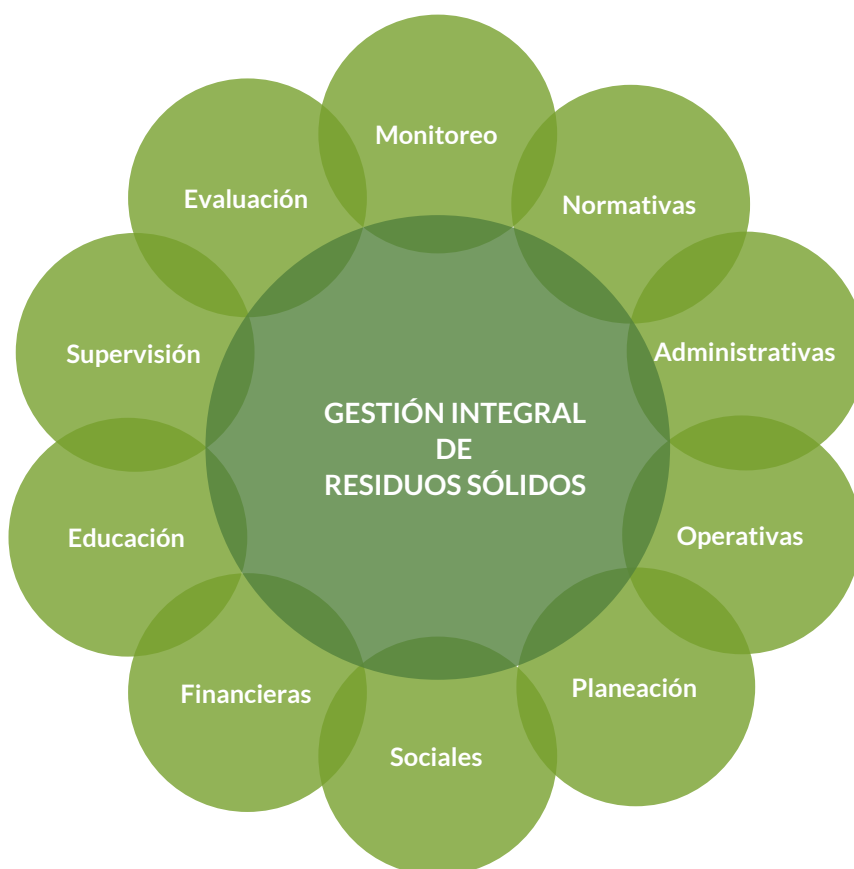 Monitoreo
Normativas
Administrativas
Operativas
Planeación
Sociales
Financieras
Educación
Supervisión
Evaluación
GESTIÓN INTEGRAL
DE
RESIDUOS SÓLIDOS